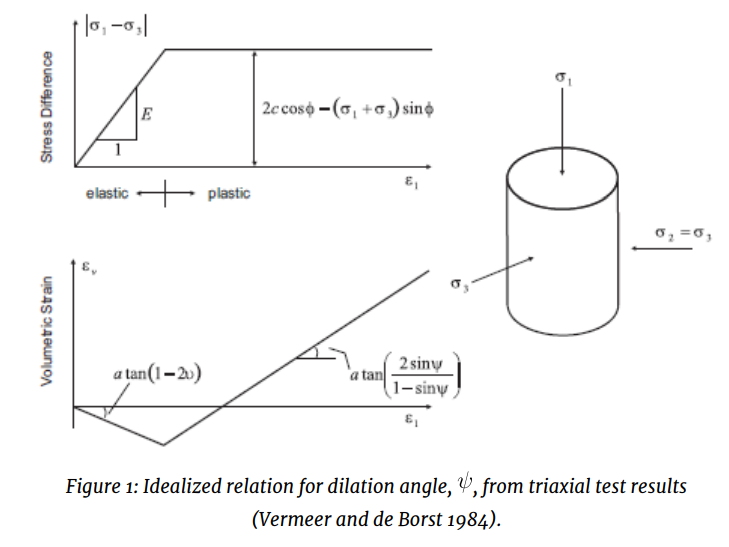 |σ₁ −σ₃|
Stress Difference
E
1
2c cosϕ −(σ₁ +σ₃) sinϕ
ε₁
elastic
plastic
σ₁
σ₂ =σ₃
σ₃
Volumetric Strain
εᵥ
a tan(1−2υ)
a tan(2 sinψ / 1− sinψ)
ε₁
Figure 1: Idealized relation for dilation angle, ψ, from triaxial test results
(Vermeer and de Borst 1984).